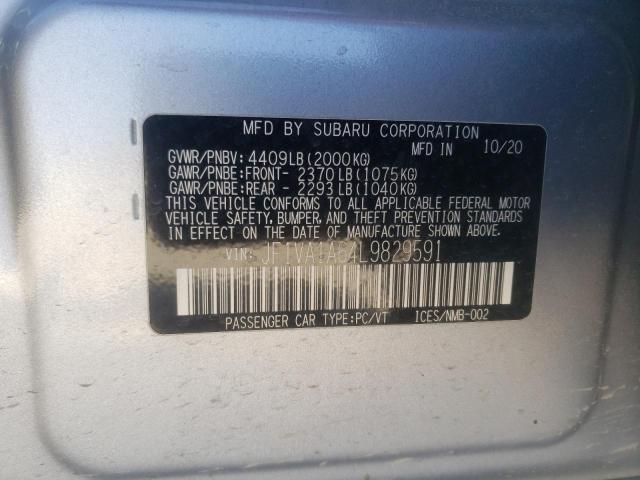 MFD BY SUBARU CORPORATION
GVWR/PNBV: 4409LB(2000KG) MFD IN 10/20
GAWR/PNBE:FRONT- 2370LB(1075KG)
GAWR/PNBE:REAR - 2293LB(1040KG)
THIS VEHICLE CONFORMS TO ALL APPLICABLE FEDERAL MOTOR
VEHICLE SAFETY, BUMPER, AND THEFT PREVENTION STANDARDS
IN EFFECT ON THE DATE OF MANUFACTURE SHOWN ABOVE.
VIN: JF1VA1A64L9829591
PASSENGER CAR TYPE:PC/VT ICES/NMB-002